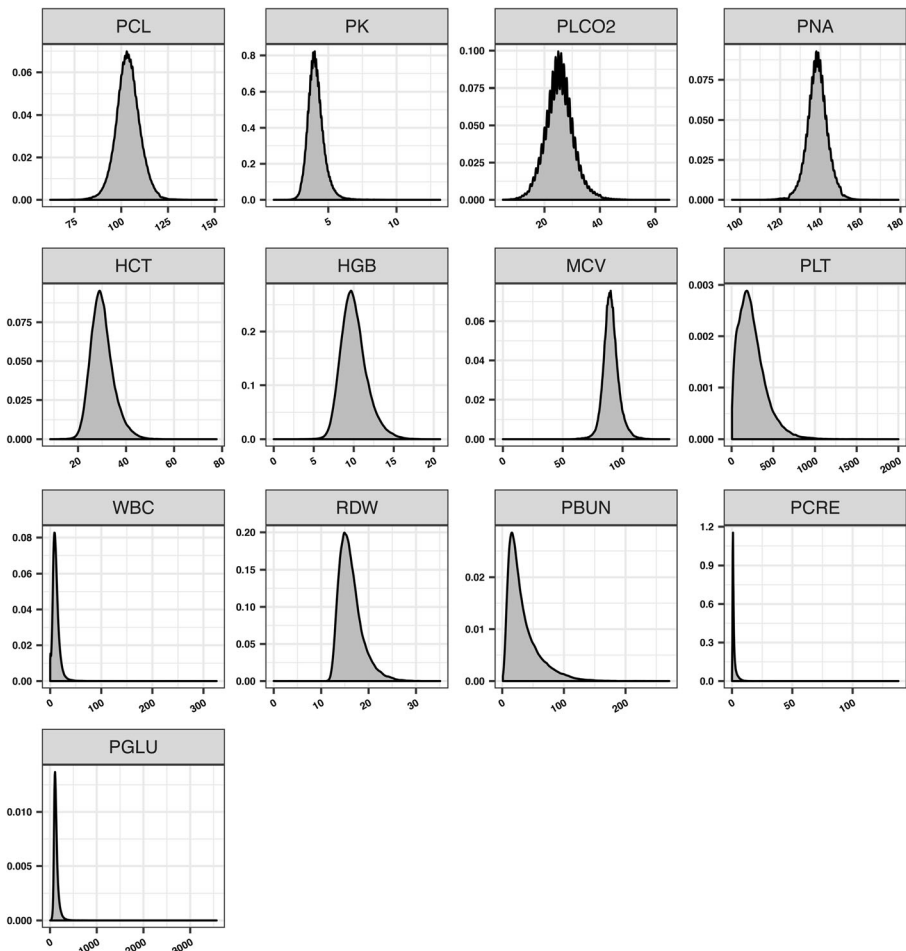 PCL PK PLCO2 PNA
0.06 0.04 0.02 0.00
75 100 125 150
0.8 0.6 0.4 0.2 0.0
5 10
0.100 0.075 0.050 0.025 0.000
20 40 60
0.075 0.050 0.025 0.000
100 120 140 160 180
HCT HGB MCV PLT
0.075 0.050 0.025 0.000
20 40 60 80
0.2 0.1 0.0
0 5 10 15 20
0.06 0.04 0.02 0.00
0 50 100
0.003 0.002 0.001 0.000
0 500 1000 1500 2000
WBC RDW PBUN PCRE
0.08 0.06 0.04 0.02 0.00
0 100 200 300
0.20 0.15 0.10 0.05 0.00
0 10 20 30
0.02 0.01 0.00
0 100 200
1.2 0.9 0.6 0.3 0.0
0 50 100
PGLU
0.010 0.005 0.000
0 1000 2000 3000